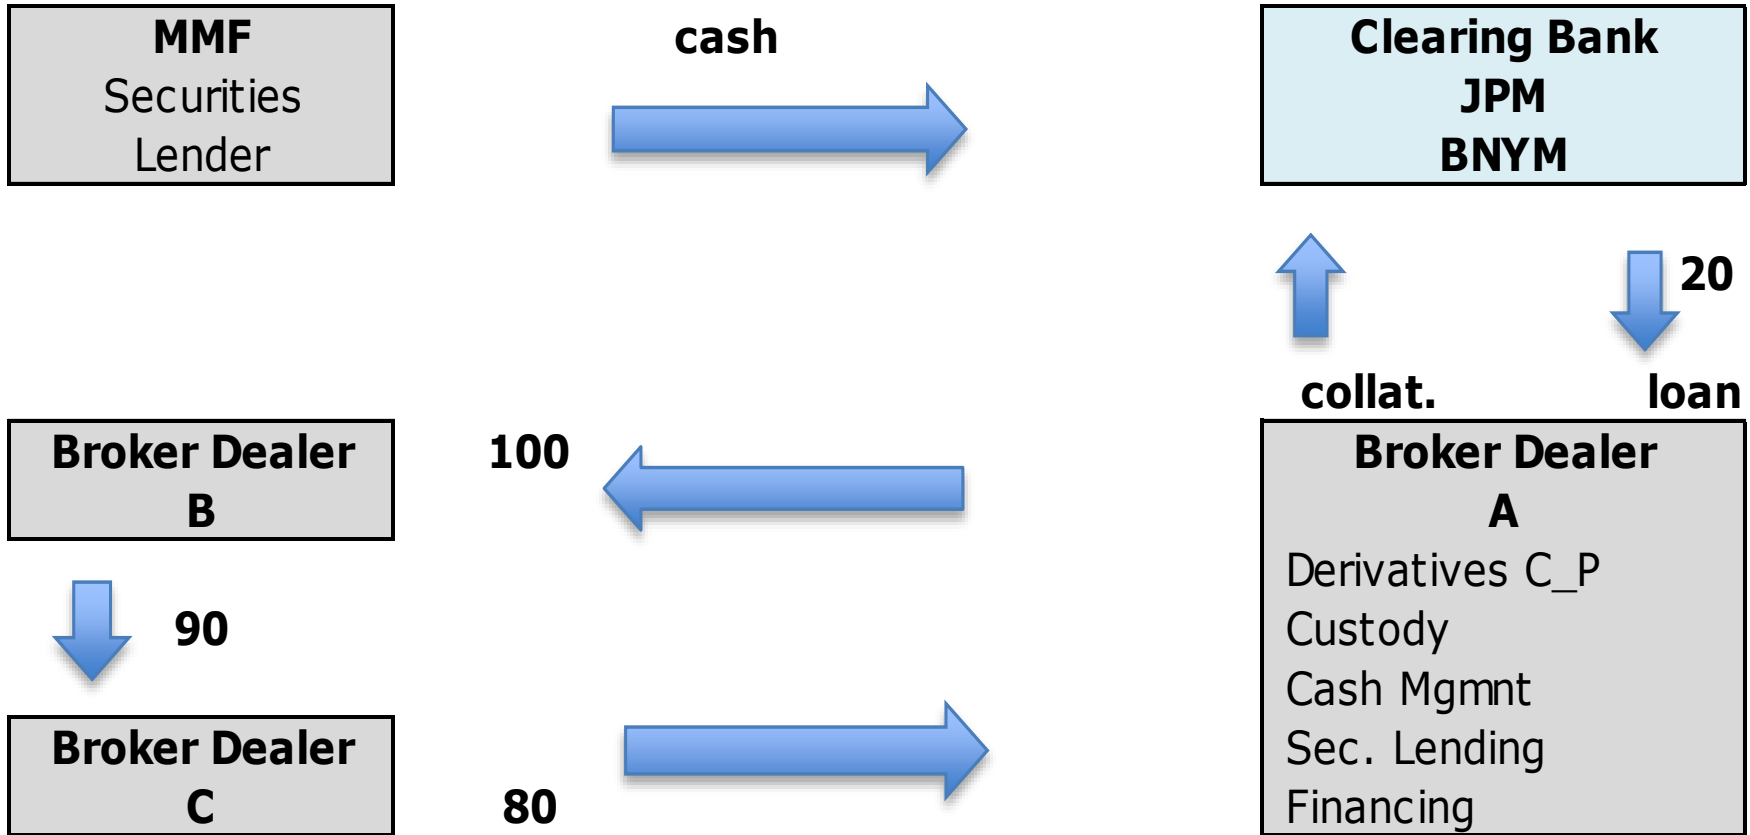 MMF
Securities
Lender
cash
Clearing Bank
JPM
BNYM
20
collat.
loan
Broker Dealer
B
100
Broker Dealer
A
Derivatives C_P
Custody
Cash Mgmnt
Sec. Lending
Financing
90
Broker Dealer
C
80